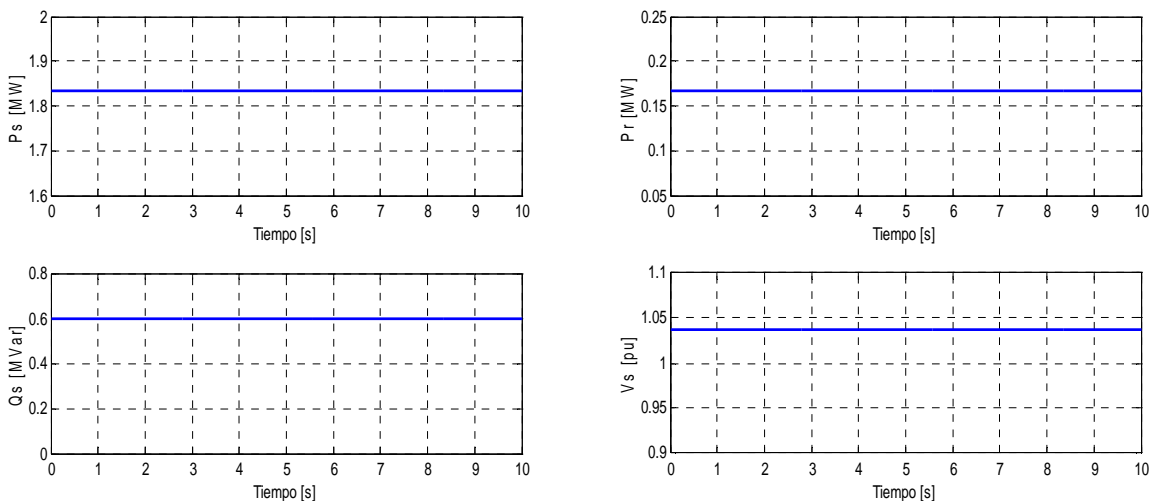 2
1.9
1.8
1.7
1.6
Ps [MW]
0 1 2 3 4 5 6 7 8 9 10
Tiempo [s]
0.25
0.2
0.15
0.1
0.05
Pr [MW]
0 1 2 3 4 5 6 7 8 9 10
Tiempo [s]
0.8
0.6
0.4
0.2
0
Qs [MVar]
0 1 2 3 4 5 6 7 8 9 10
Tiempo [s]
1.1
1.05
1
0.95
0.9
Vs [pu]
0 1 2 3 4 5 6 7 8 9 10
Tiempo [s]